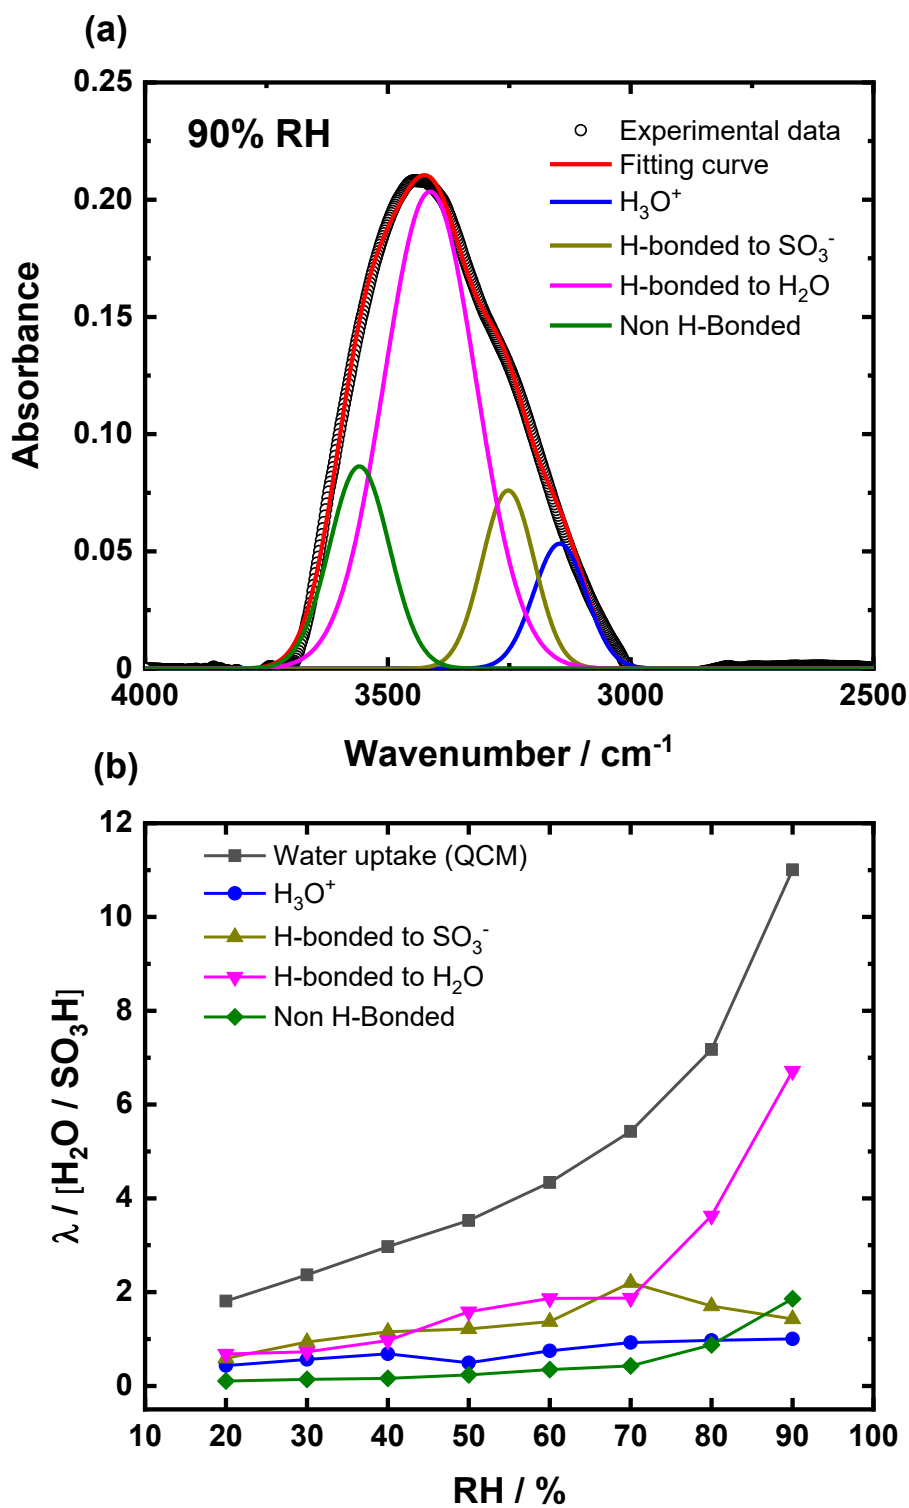 (a)
0.25
0.20
0.15
0.10
0.05
0
Absorbance
90% RH
Experimental data
Fitting curve
H₃O⁺
H-bonded to SO₃⁻
H-bonded to H₂O
Non H-Bonded
4000 3500 3000 2500
Wavenumber / cm⁻¹
(b)
12
10
8
6
4
2
0
λ / [H₂O / SO₃H]
Water uptake (QCM)
H₃O⁺
H-bonded to SO₃⁻
H-bonded to H₂O
Non H-Bonded
10 20 30 40 50 60 70 80 90 100
RH / %